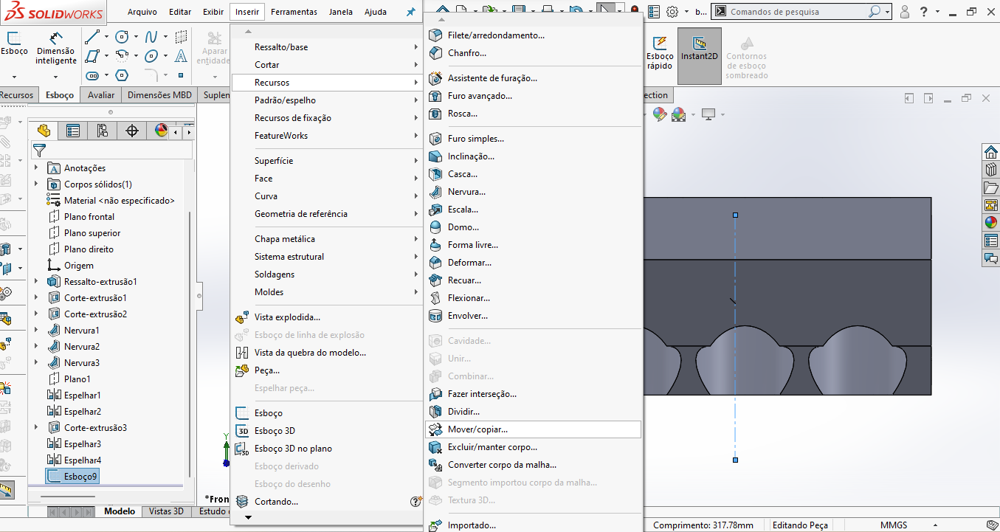 SOLIDWORKS
Arquivo Editar Exibir Inserir Ferramentas Janela Ajuda
b...
Comandos de pesquisa
?
Esboço
Dimensão
inteligente
Aparar
entidade
Esboço
rápido
Instant2D
Contornos
de esboço
sombreado
Recursos Esboço Avaliar Dimensões MBD Suplen
ection
Anotações
Corpos sólidos(1)
Material <não especificado>
Plano frontal
Plano superior
Plano direito
Origem
Ressalto-extrusão1
Corte-extrusão1
Corte-extrusão2
Nervura1
Nervura2
Nervura3
Plano1
Espelhar1
Espelhar2
Corte-extrusão3
Espelhar3
Espelhar4
Esboço9
Ressalto/base
Cortar
Recursos
Padrão/espelho
Recursos de fixação
FeatureWorks
Superfície
Face
Curva
Geometria de referência
Chapa metálica
Sistema estrutural
Soldagens
Moldes
Vista explodida...
Esboço de linha de explosão
Vista da quebra do modelo...
Peça...
Espelhar peça...
Esboço
3D Esboço 3D
3D Esboço 3D no plano
Esboço derivado
Esboço do desenho
Cortando...
Filete/arredondamento...
Chanfro...
Assistente de furação...
Furo avançado...
Rosca...
Furo simples...
Inclinação...
Casca...
Nervura...
Escala...
Domo...
Forma livre...
Deformar...
Recuar...
Flexionar...
Envolver...
Cavidade...
Unir...
Combinar...
Fazer interseção...
Dividir...
Mover/copiar...
Excluir/manter corpo...
Converter corpo da malha...
Segmento importou corpo da malha...
Textura 3D...
Importado...
Y
*Fron
Modelo Vistas 3D Estudo
Comprimento: 317.78mm Editando Peça MMGS